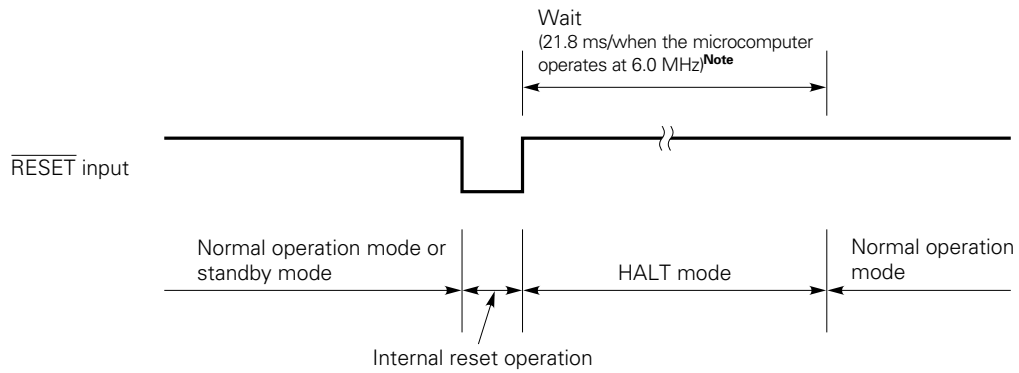 Wait
(21.8 ms/when the microcomputer
operates at 6.0 MHz)Note
RESET input
Normal operation mode or
standby mode
HALT mode
Normal operation
mode
Internal reset operation